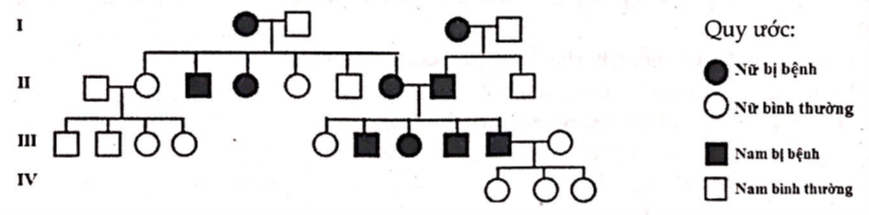 I
Quy ước:
II
Nữ bị bệnh
Nữ bình thường
III
Nam bị bệnh
IV
Nam bình thường